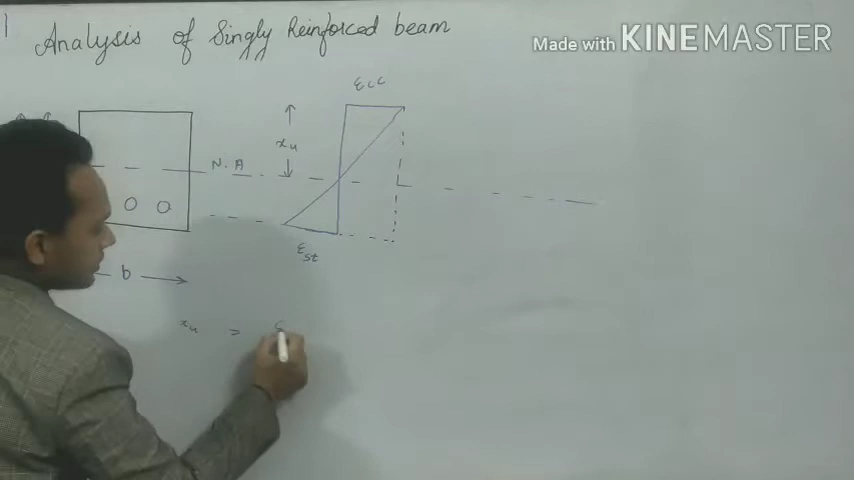 Analysis of Singly Reinforced beam
Made with KINEMASTER
εcc
xu
N.A
εst
b
xu =